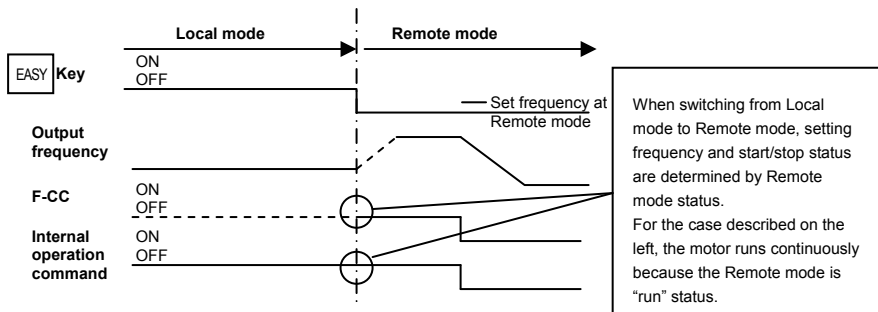 Local mode
Remote mode
EASY Key
ON
OFF
Set frequency at
Remote mode
Output
frequency
F-CC
ON
OFF
Internal
operation
command
ON
OFF
When switching from Local
mode to Remote mode, setting
frequency and start/stop status
are determined by Remote
mode status.
For the case described on the
left, the motor runs continuously
because the Remote mode is
“run” status.